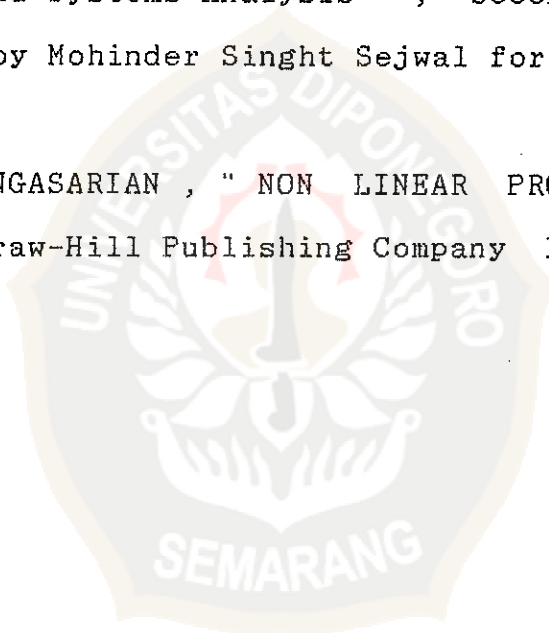 Systems Analysis " , Secon
by Mohinder Singht Sejwal for
NGASARIAN , " NON LINEAR PRO
raw-Hill Publishing Company
UNIVERSITAS DIPONEGORO
SEMARANG